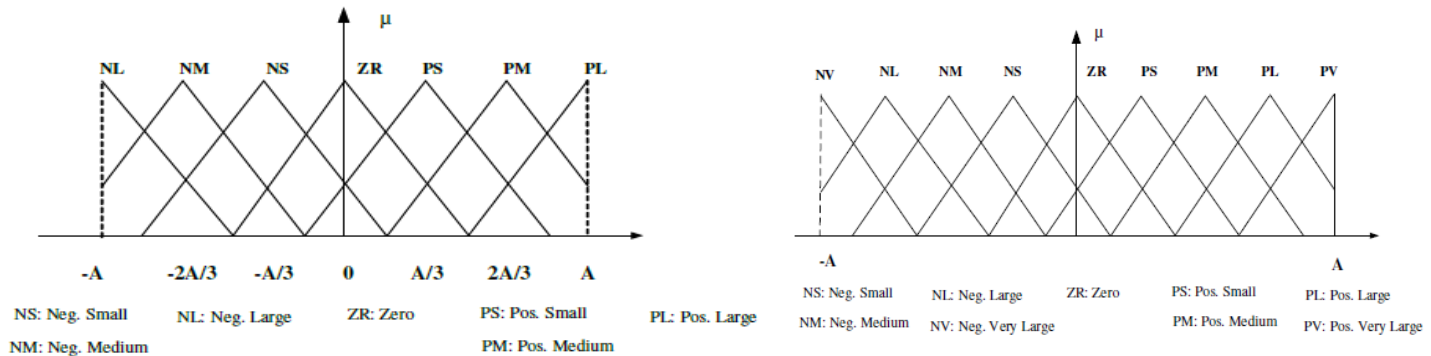 μ
NL NM NS ZR PS PM PL
-A -2A/3 -A/3 0 A/3 2A/3 A
NS: Neg. Small NL: Neg. Large ZR: Zero PS: Pos. Small PL: Pos. Large
NM: Neg. Medium PM: Pos. Medium
μ
NV NL NM NS ZR PS PM PL PV
-A A
NS: Neg. Small NL: Neg. Large ZR: Zero PS: Pos. Small PL: Pos. Large
NM: Neg. Medium NV: Neg. Very Large PM: Pos. Medium PV: Pos. Very Large